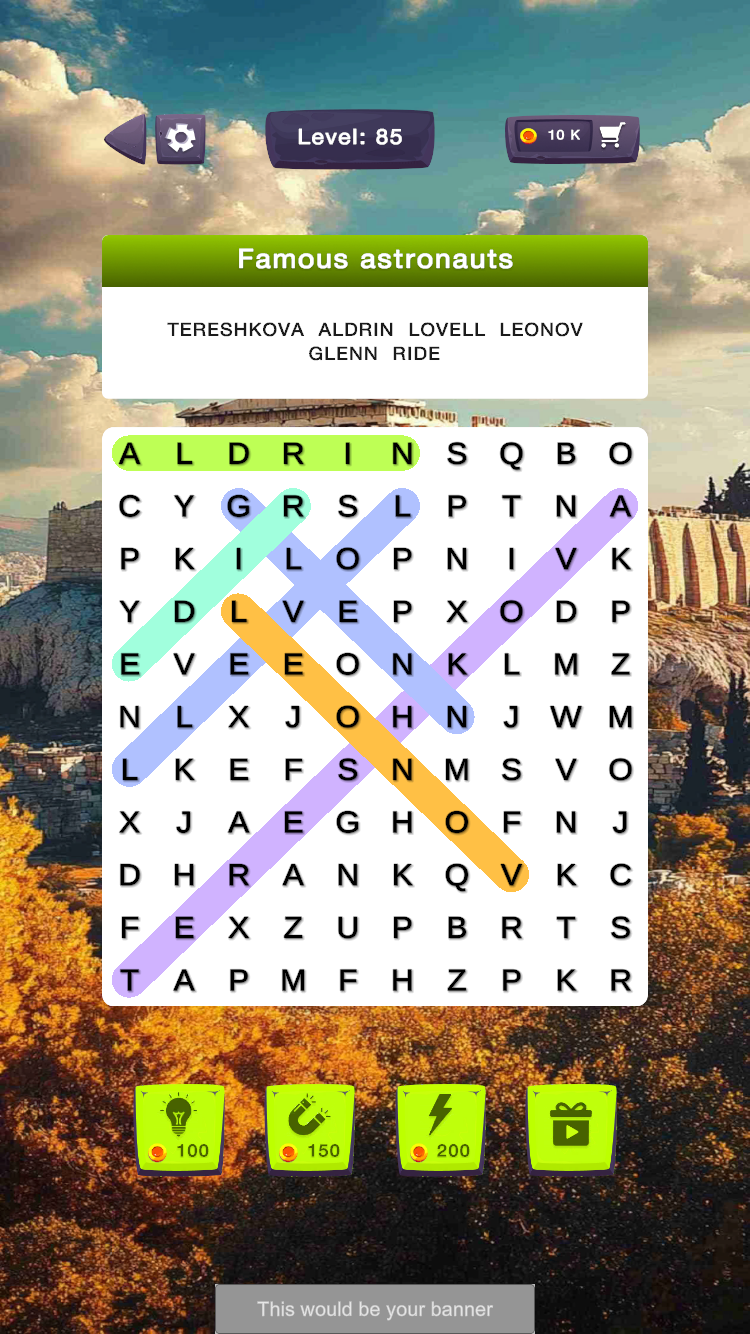 Level: 85
10 K
Famous astronauts
TERESHKOVA ALDRIN LOVELL LEONOV
GLENN RIDE
A L D R I N S Q B O
C Y G R S L P T N A
P K I L O P N I V K
Y D L V E P X O D P
E V E E O N K L M Z
N L X J O H N J W M
L K E F S N M S V O
X J A E G H O F N J
D H R A N K Q V K C
F E X Z U P B R T S
T A P M F H Z P K R
100 150 200
This would be your banner